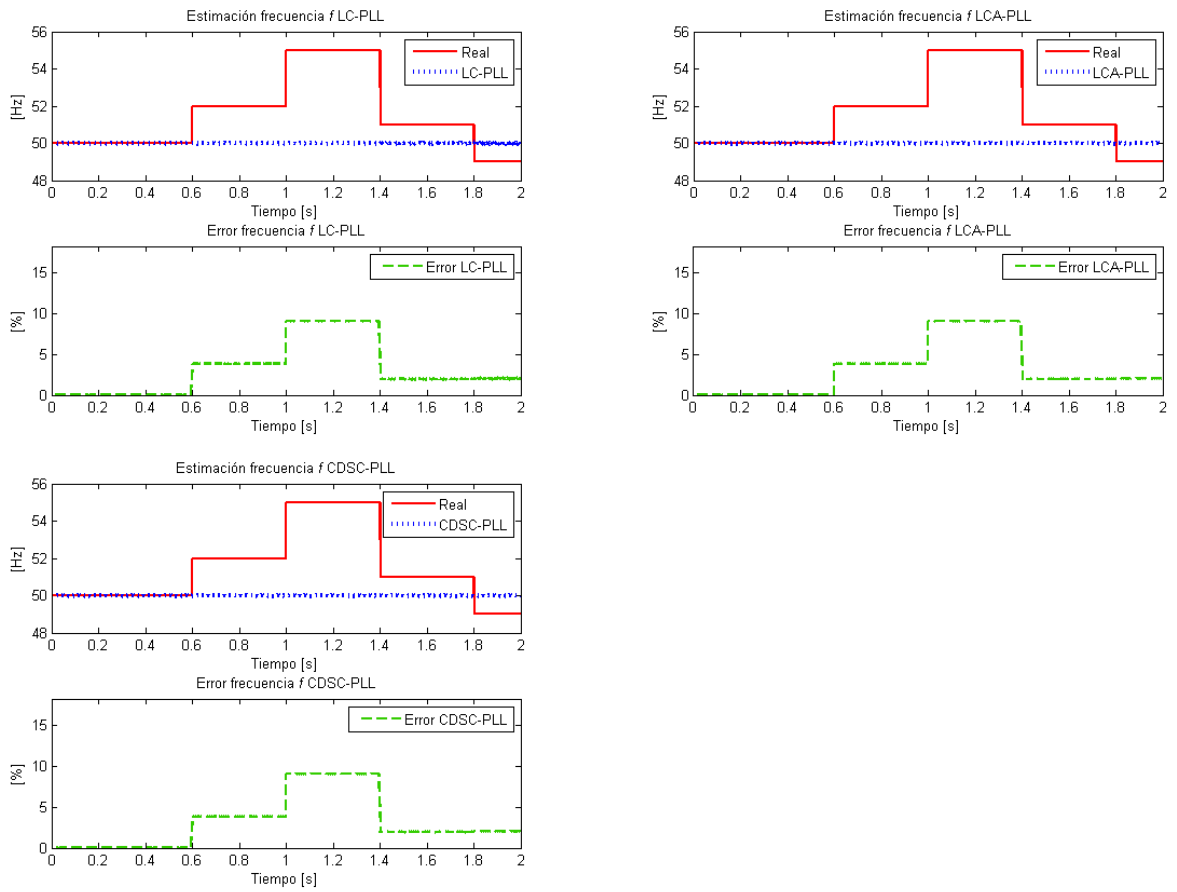 Estimación frecuencia f LC-PLL
56
54
52
50
48
[Hz]
Real
LC-PLL
0 0.2 0.4 0.6 0.8 1 1.2 1.4 1.6 1.8 2
Tiempo [s]
Error frecuencia f LC-PLL
15
10
5
0
[%]
Error LC-PLL
0 0.2 0.4 0.6 0.8 1 1.2 1.4 1.6 1.8 2
Tiempo [s]
Estimación frecuencia f LCA-PLL
56
54
52
50
48
[Hz]
Real
LCA-PLL
0 0.2 0.4 0.6 0.8 1 1.2 1.4 1.6 1.8 2
Tiempo [s]
Error frecuencia f LCA-PLL
15
10
5
0
[%]
Error LCA-PLL
0 0.2 0.4 0.6 0.8 1 1.2 1.4 1.6 1.8 2
Tiempo [s]
Estimación frecuencia f CDSC-PLL
56
54
52
50
48
[Hz]
Real
CDSC-PLL
0 0.2 0.4 0.6 0.8 1 1.2 1.4 1.6 1.8 2
Tiempo [s]
Error frecuencia f CDSC-PLL
15
10
5
0
[%]
Error CDSC-PLL
0 0.2 0.4 0.6 0.8 1 1.2 1.4 1.6 1.8 2
Tiempo [s]